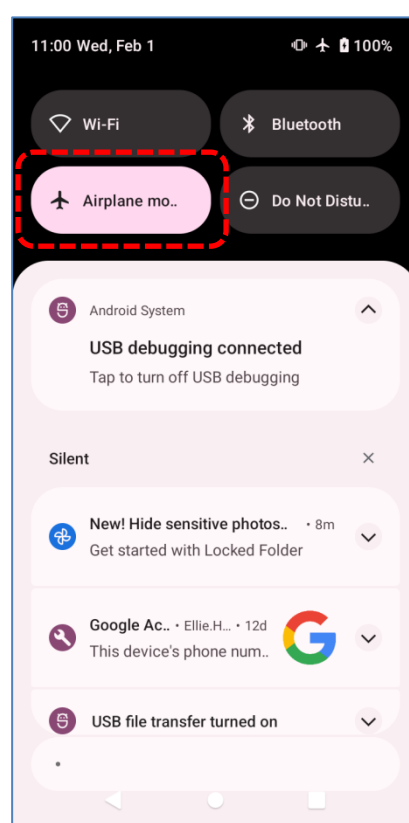 11:00 Wed, Feb 1 100%
Wi-Fi Bluetooth
Airplane mo.. Do Not Distu..
Android System
USB debugging connected
Tap to turn off USB debugging
Silent
New! Hide sensitive photos.. • 8m
Get started with Locked Folder
Google Ac.. • Ellie.H... • 12d
This device's phone num..
USB file transfer turned on